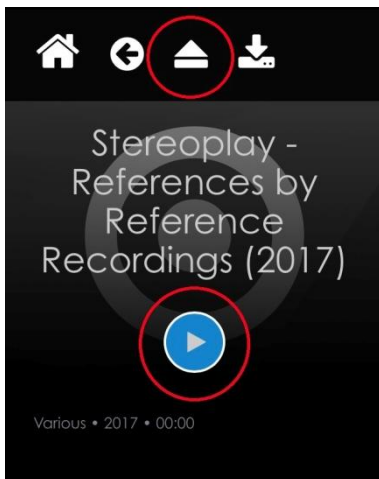 Stereoplay -
References by
Reference
Recordings (2017)
Various • 2017 • 00:00